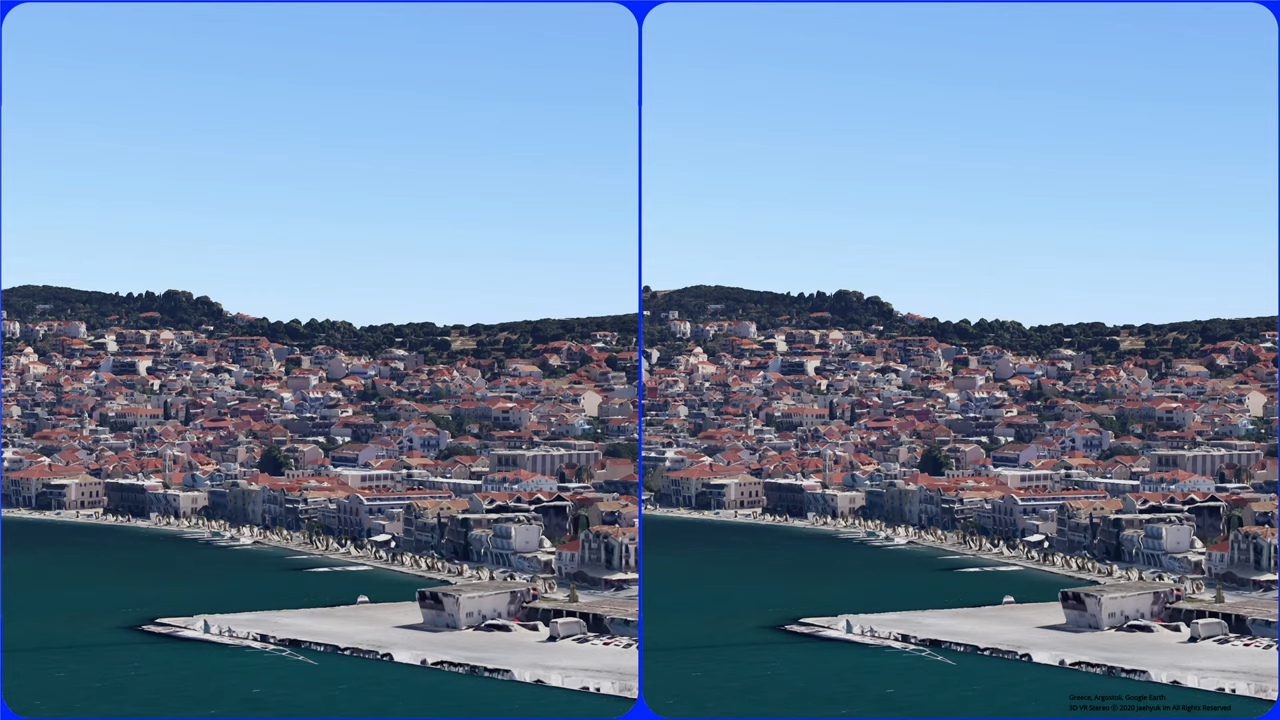 Greece, Argostoli, Google Earth
3D VR Stereo ⓒ 2020 Jaehyuk Im All Rights Reserved